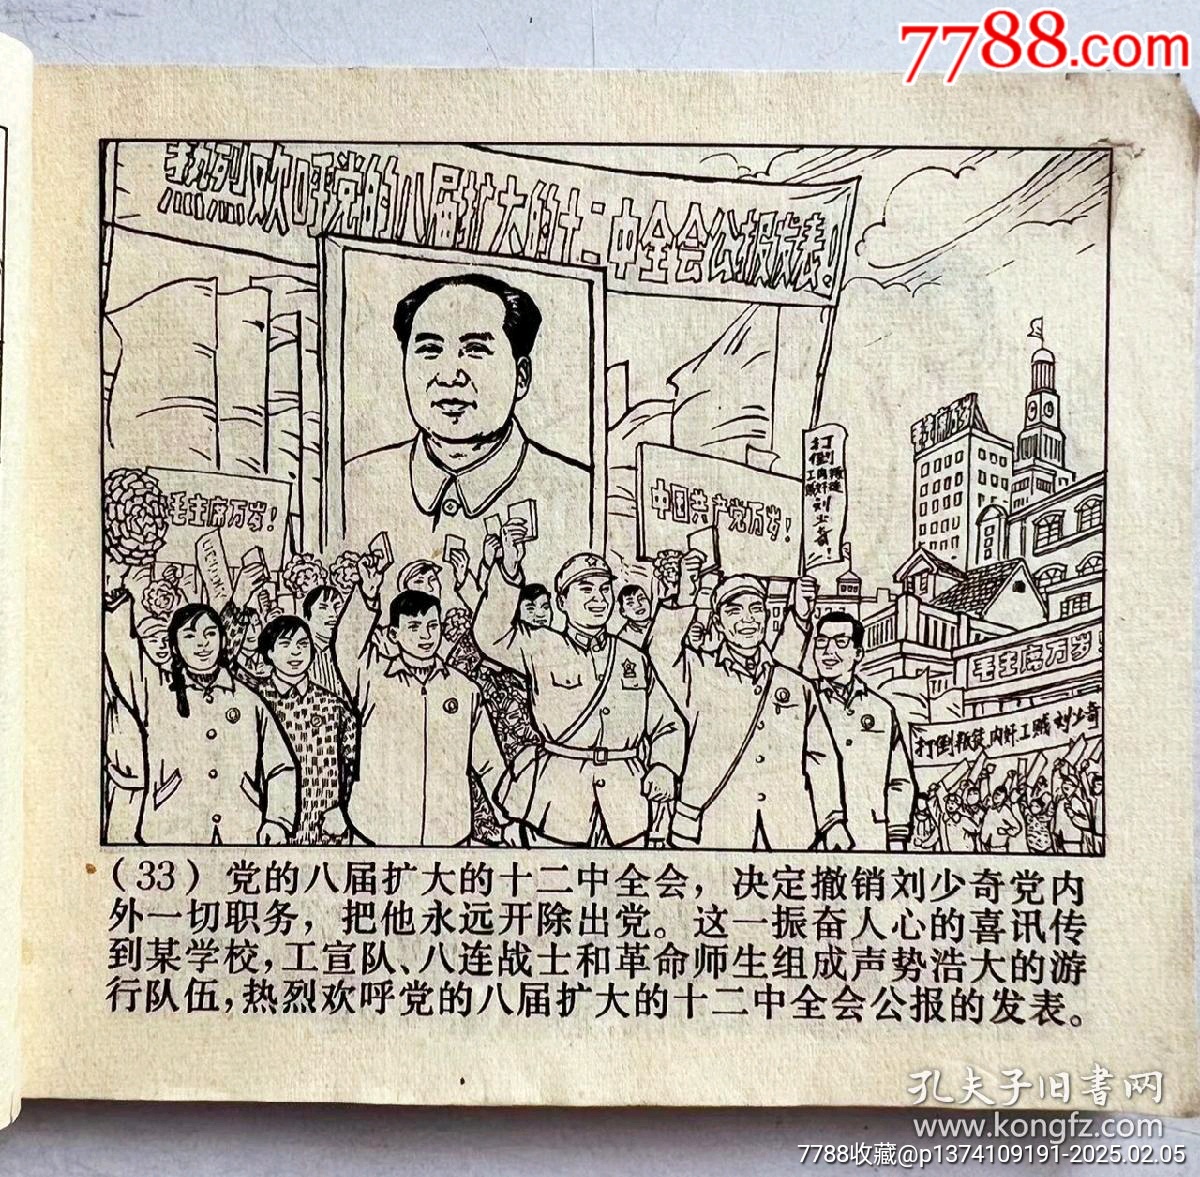 7788.com
热烈欢呼党的八届扩大的十二中全会公报发表!
毛主席万岁!
中国共产党万岁!
打倒叛徒
内奸
工贼
刘少奇!
毛主席万岁
毛主席万岁
打倒叛徒内奸工贼刘少奇
(33)党的八届扩大的十二中全会,决定撤销刘少奇党内
外一切职务,把他永远开除出党。这一振奋人心的喜讯传
到某学校,工宣队、八连战士和革命师生组成声势浩大的游
行队伍,热烈欢呼党的八届扩大的十二中全会公报的发表。
孔夫子旧書网
www.kongfz.com
7788收藏@p1374109191-2025.02.05